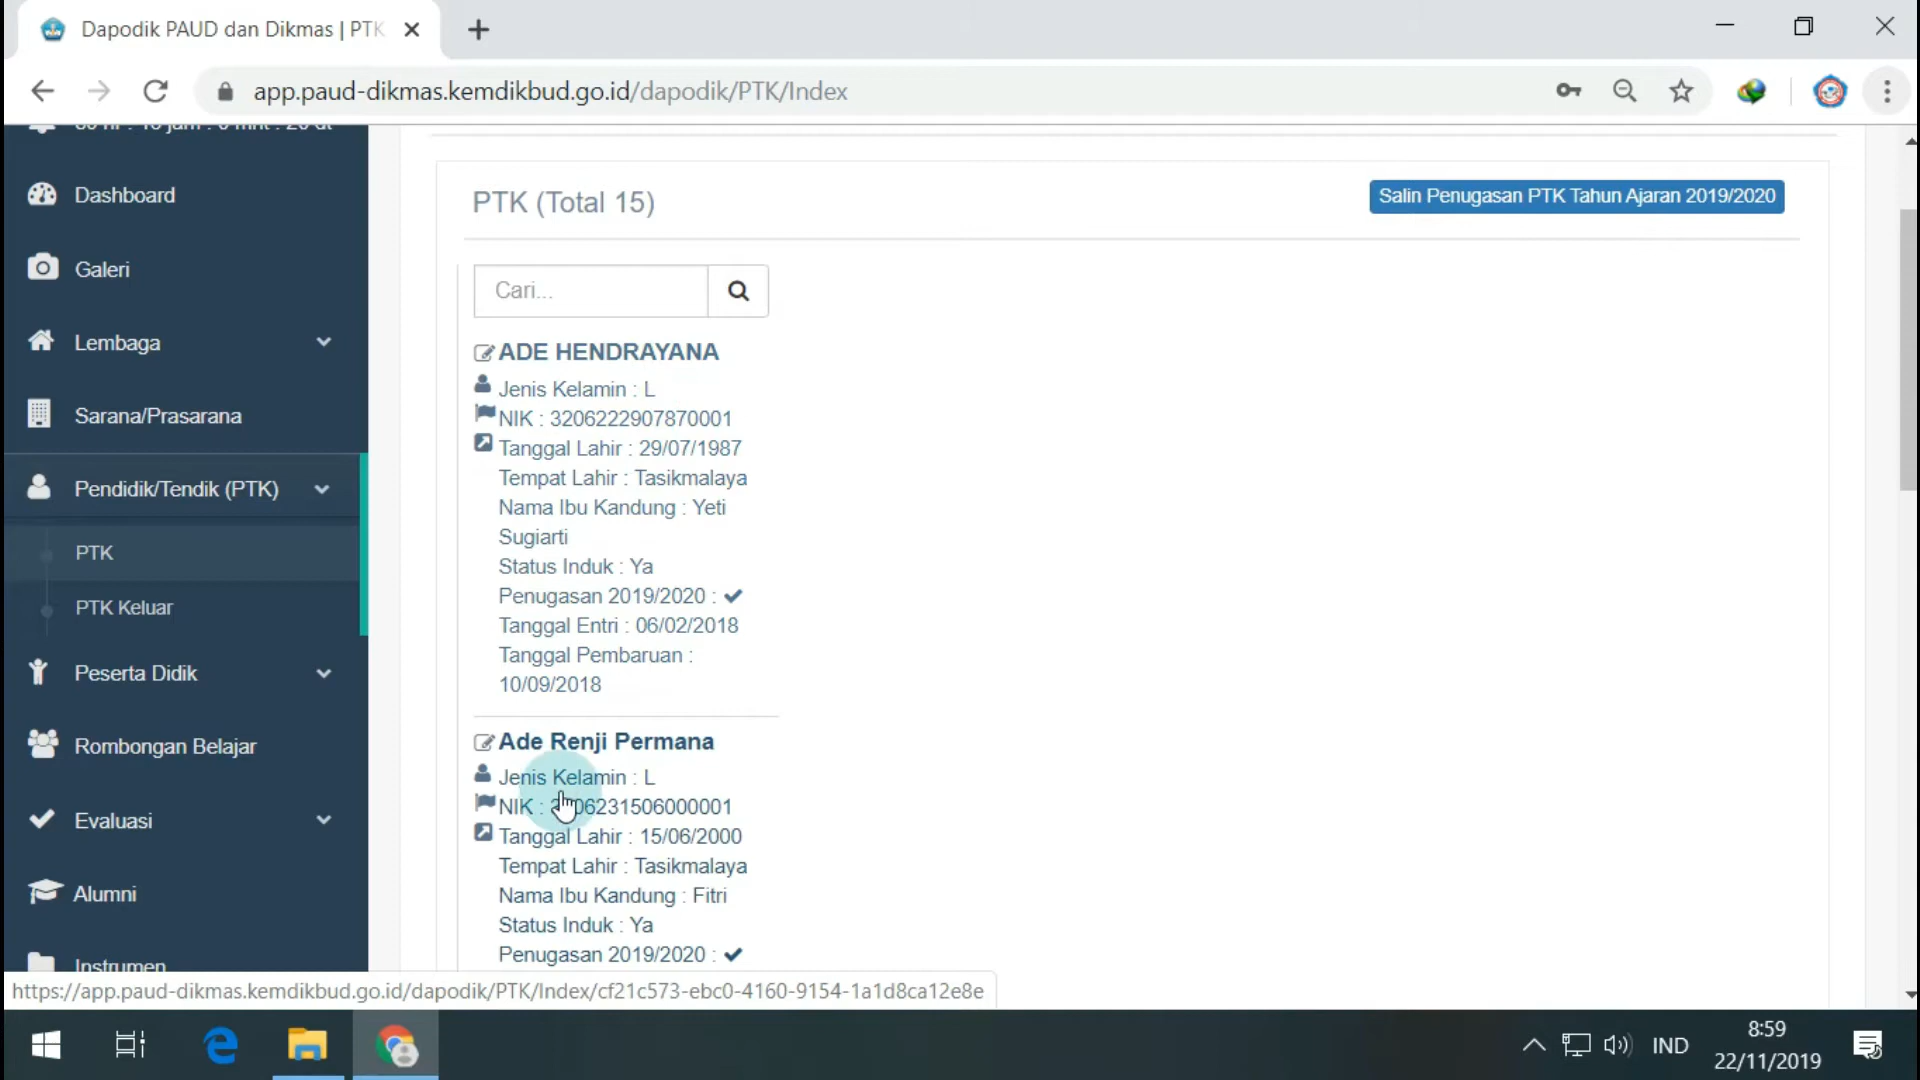 Dapodik PAUD dan Dikmas | PTK
app.paud-dikmas.kemdikbud.go.id/dapodik/PTK/Index
Dashboard
Galeri
Lembaga
Sarana/Prasarana
Pendidik/Tendik (PTK)
PTK
PTK Keluar
Peserta Didik
Rombongan Belajar
Evaluasi
Alumni
Instrumen
PTK (Total 15)
Salin Penugasan PTK Tahun Ajaran 2019/2020
Cari...
ADE HENDRAYANA
Jenis Kelamin : L
NIK : 3206222907870001
Tanggal Lahir : 29/07/1987
Tempat Lahir : Tasikmalaya
Nama Ibu Kandung : Yeti
Sugiarti
Status Induk : Ya
Penugasan 2019/2020 : ✔
Tanggal Entri : 06/02/2018
Tanggal Pembaruan :
10/09/2018
Ade Renji Permana
Jenis Kelamin : L
NIK :
Tanggal Lahir : 15/06/2000
Tempat Lahir : Tasikmalaya
Nama Ibu Kandung : Fitri
Status Induk : Ya
Penugasan 2019/2020 : ✔
https://app.paud-dikmas.kemdikbud.go.id/dapodik/PTK/Index/cf21c573-ebc0-4160-9154-1a1d8ca12e8e
IND
8:59
22/11/2019